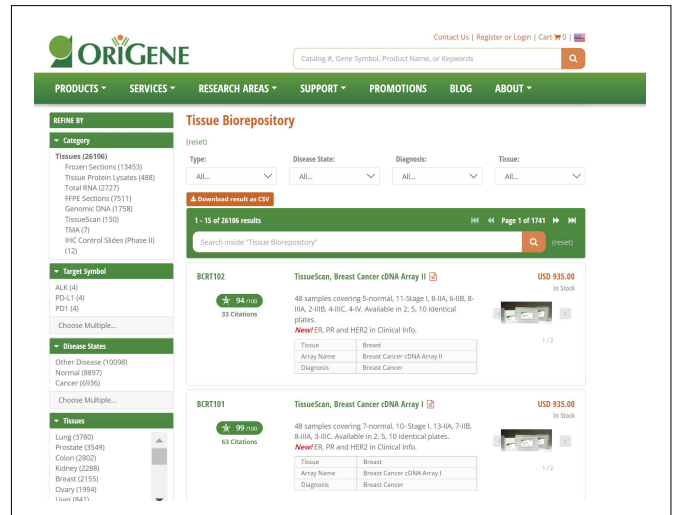 Contact Us | Register or Login | Cart 0 |
ORIGENE
Catalog #, Gene Symbol, Product Name, or Keywords
PRODUCTS SERVICES RESEARCH AREAS SUPPORT PROMOTIONS BLOG ABOUT
REFINE BY
Category
Tissues (26106)
Frozen Sections (13453)
Tissue Protein Lysates (488)
Total RNA (2727)
FFPE Sections (7511)
Genomic DNA (1758)
TissueScan (150)
TMA (7)
IHC Control Slides (Phase II)
(12)
Target Symbol
ALK (4)
PD-L1 (4)
PD1 (4)
Choose Multiple...
Disease States
Other Disease (10098)
Normal (8897)
Cancer (6936)
Choose Multiple...
Tissues
Lung (3780)
Prostate (3549)
Colon (2802)
Kidney (2288)
Breast (2155)
Ovary (1994)
Liver (841)
Tissue Biorepository
(reset)
Type: Disease State: Diagnosis: Tissue:
All... All... All... All...
Download result as CSV
1 - 15 of 26106 results Page 1 of 1741
Search inside "Tissue Biorepository" (reset)
BCRT102 TissueScan, Breast Cancer cDNA Array II USD 935.00
In Stock
94 /100
33 Citations
48 samples covering 5-normal, 11-Stage I, 8-IIA, 6-IIB, 8-
IIIA, 2-IIIB, 4-IIIC, 4-IV. Available in 2, 5, 10 identical
plates.
New! ER, PR and HER2 in Clinical Info.
Tissue Breast
Array Name Breast Cancer cDNA Array II
Diagnosis Breast Cancer
1 / 2
BCRT101 TissueScan, Breast Cancer cDNA Array I USD 935.00
In Stock
99 /100
63 Citations
48 samples covering 7-normal, 10- Stage I, 13-IIA, 7-IIB,
8-IIIA, 3-IIIC. Available in 2, 5, 10 identical plates.
New! ER, PR and HER2 in Clinical Info.
Tissue Breast
Array Name Breast Cancer cDNA Array I
Diagnosis Breast Cancer
1 / 2